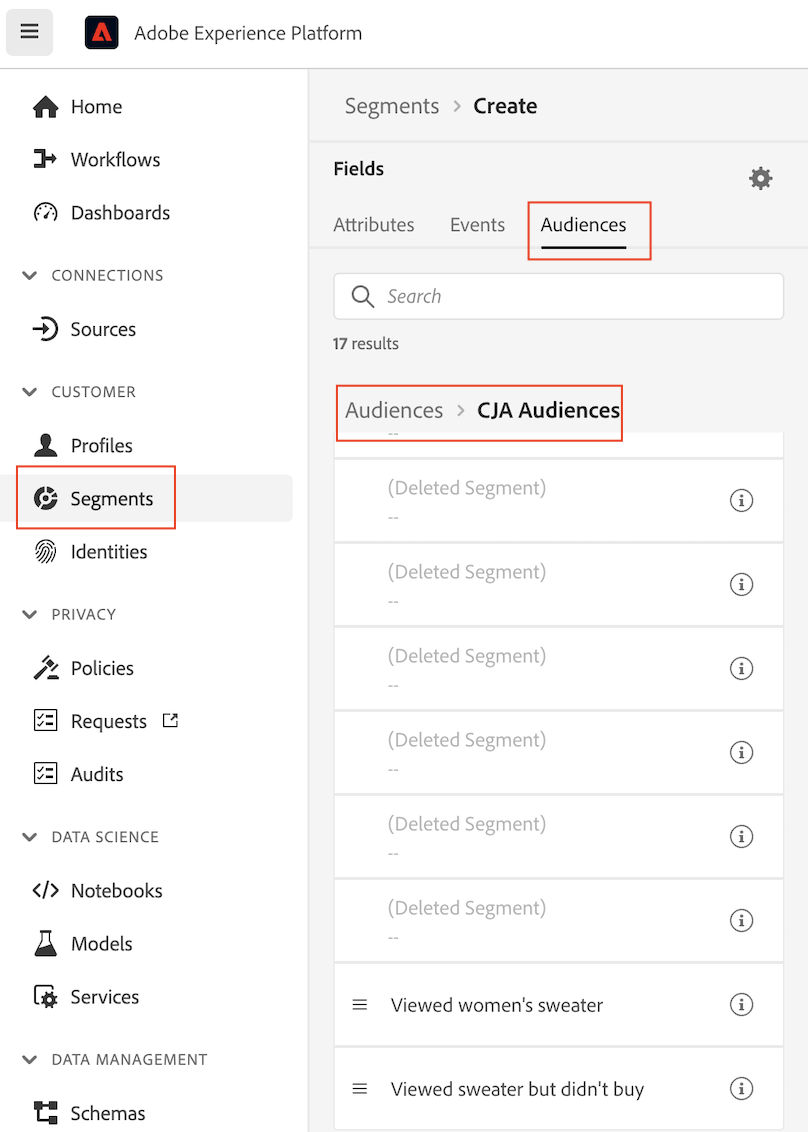 Adobe Experience Platform
Home
Workflows
Dashboards
CONNECTIONS
Sources
CUSTOMER
Profiles
Segments
Identities
PRIVACY
Policies
Requests
Audits
DATA SCIENCE
Notebooks
Models
Services
DATA MANAGEMENT
Schemas
Segments > Create
Fields
Attributes Events Audiences
Search
17 results
Audiences > CJA Audiences
--
(Deleted Segment)
--
(Deleted Segment)
--
(Deleted Segment)
--
(Deleted Segment)
--
(Deleted Segment)
--
(Deleted Segment)
--
Viewed women's sweater
Viewed sweater but didn't buy